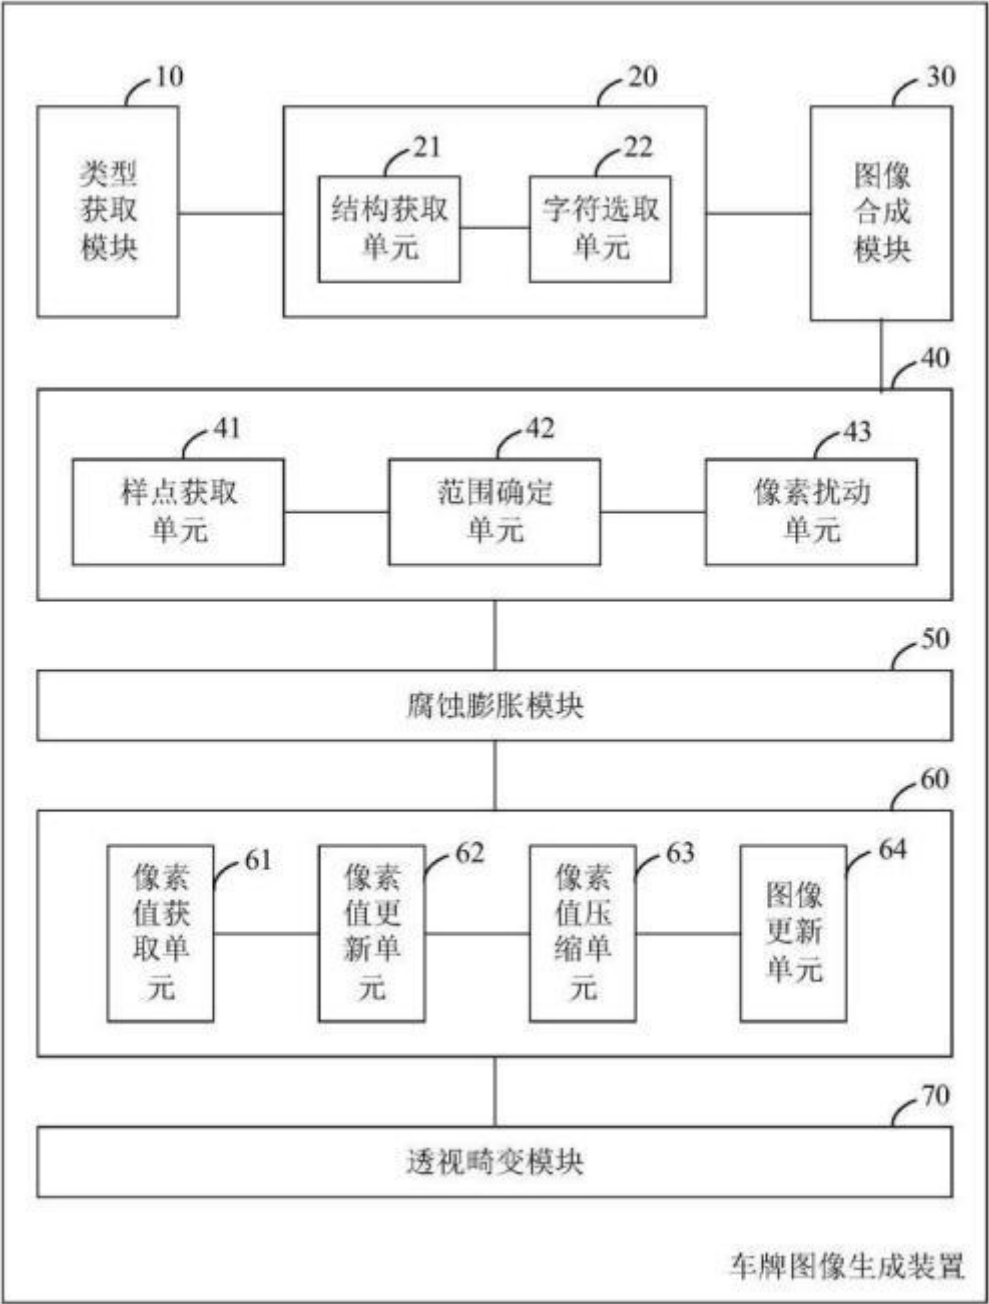 10
20
30
类型
获取
模块
21
22
结构获取
单元
字符选取
单元
图像
合成
模块
40
41
42
43
样点获取
单元
范围确定
单元
像素扰动
单元
50
腐蚀膨胀模块
60
61
62
63
64
像素
值获
取单
元
像素
值更
新单
元
像素
值压
缩单
元
图像
更新
单元
70
透视畸变模块
车牌图像生成装置